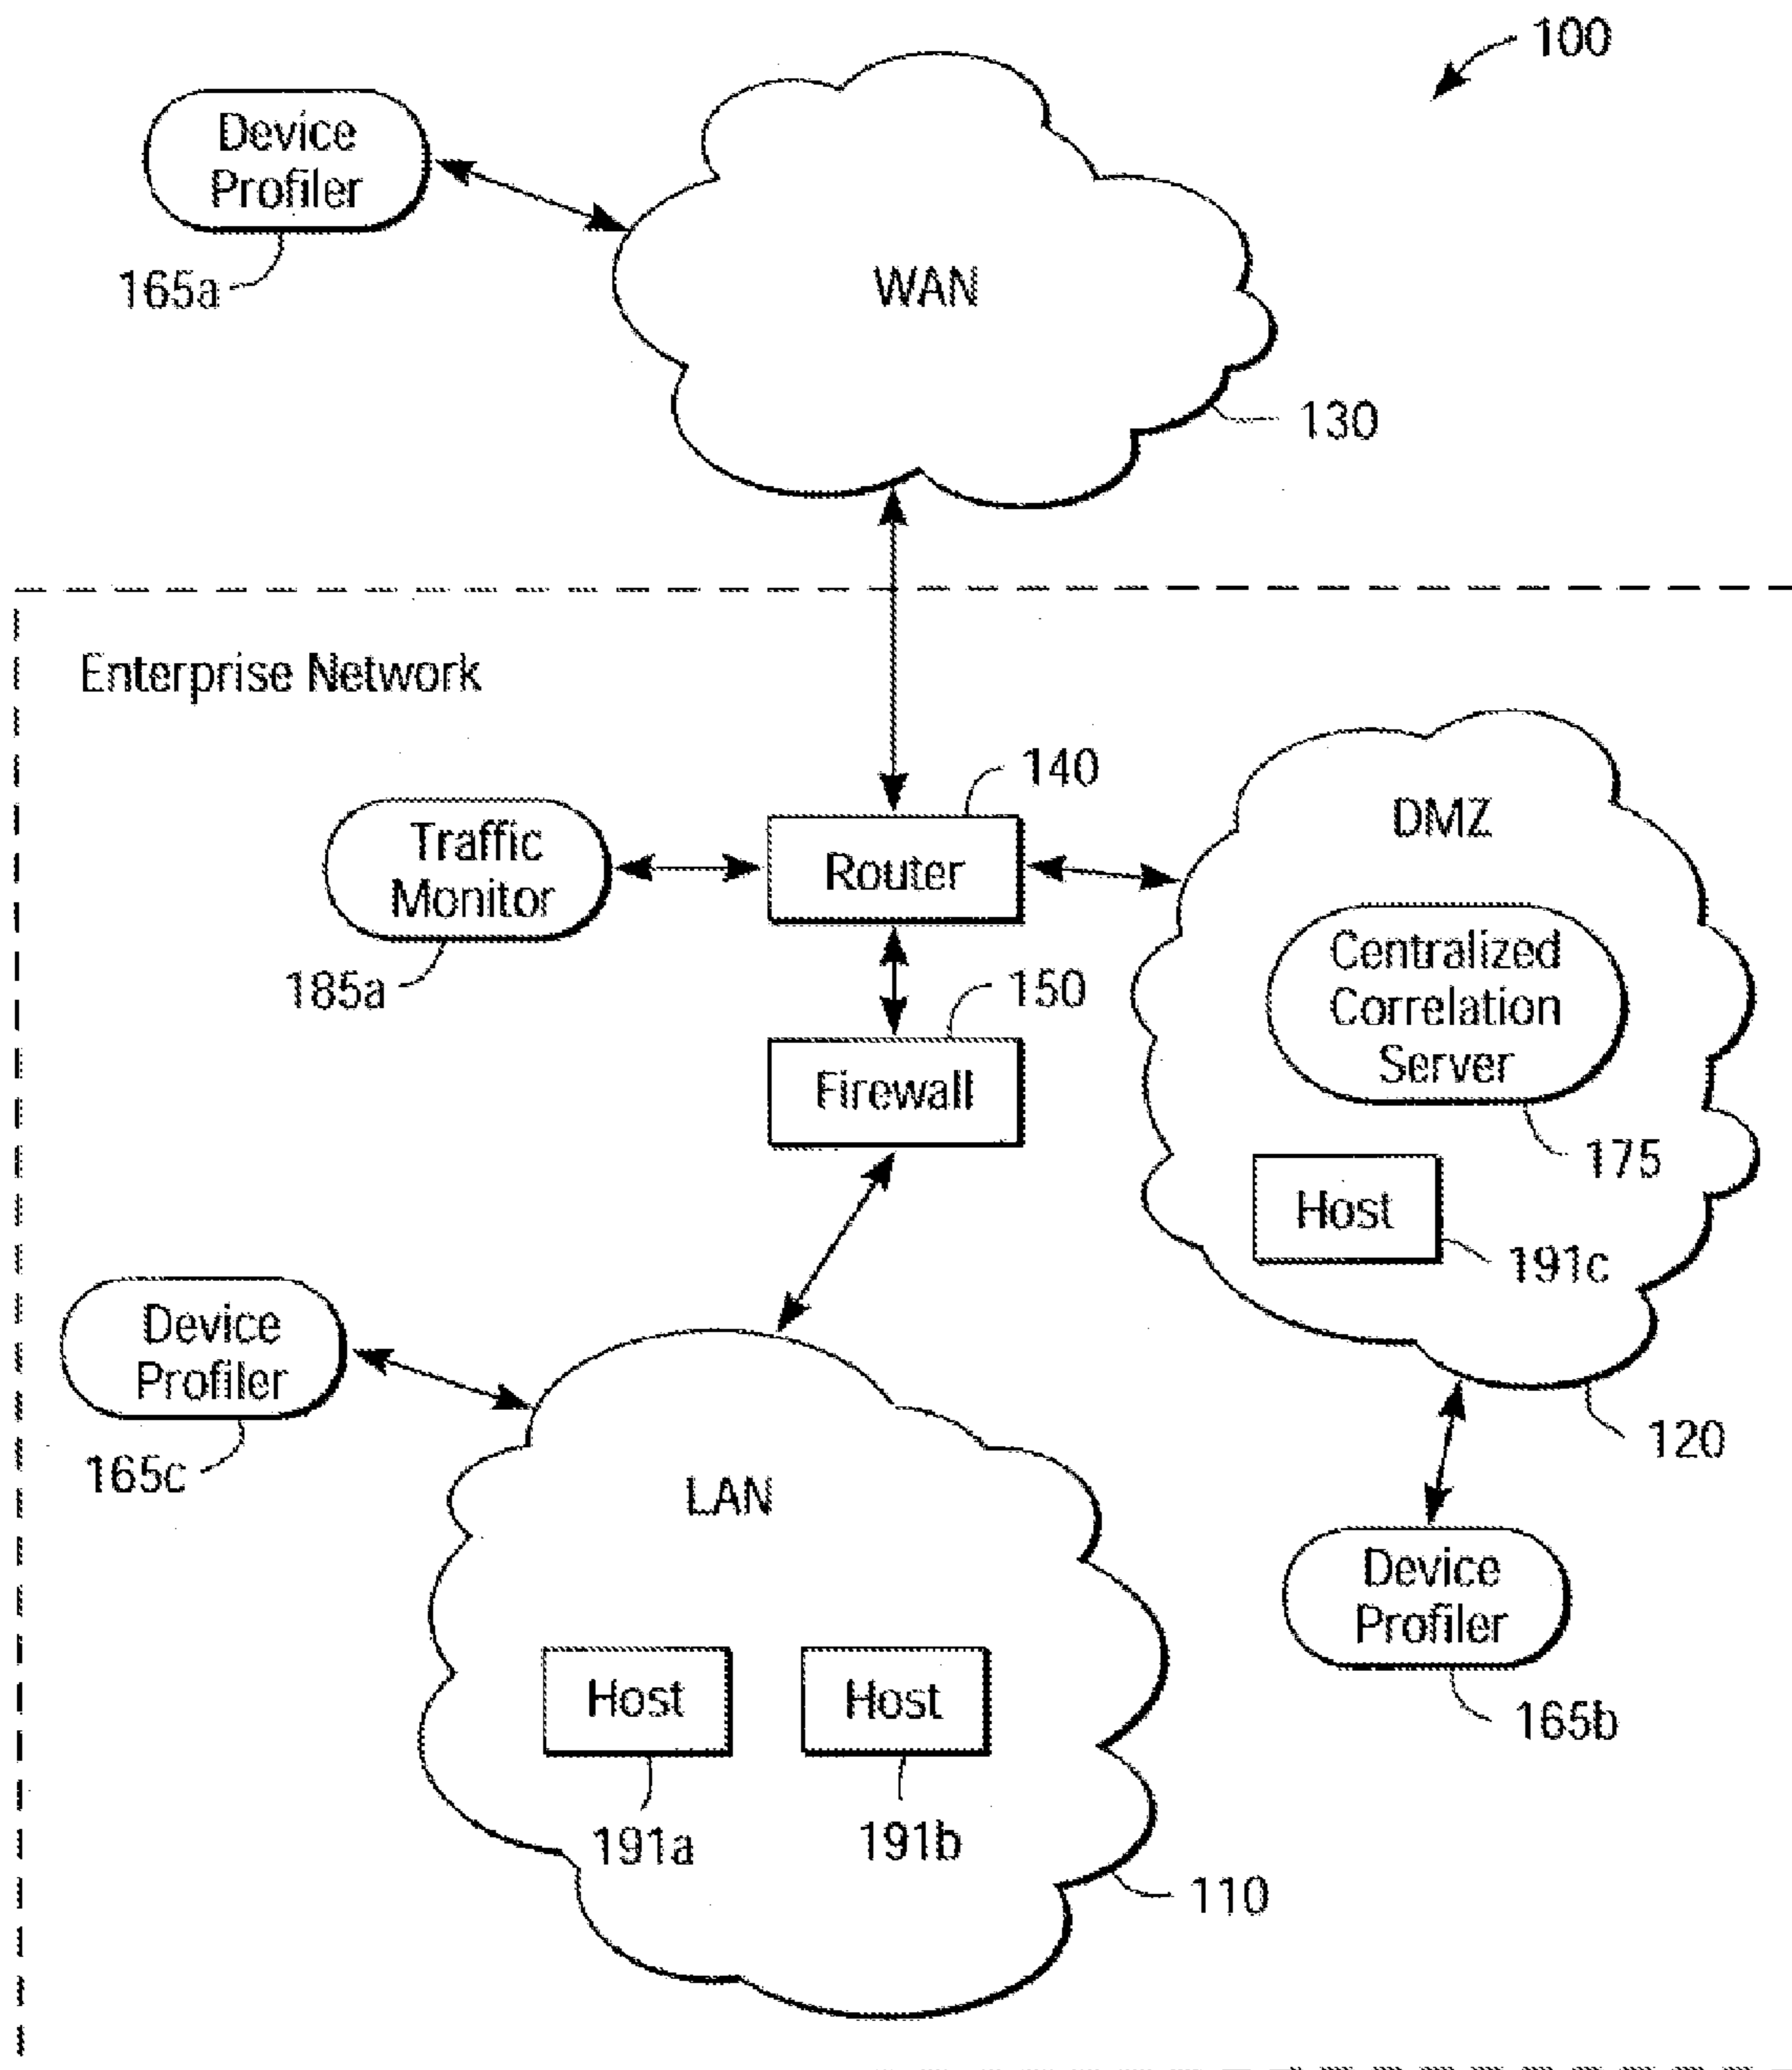 100
Device
Profiler
165a
WAN
130
Enterprise Network
140
Traffic
Monitor
185a
Router
DMZ
150
Firewall
Centralized
Correlation
Server
175
Host
191c
Device
Profiler
165c
120
LAN
Device
Profiler
165b
Host
Host
191a
191b
110